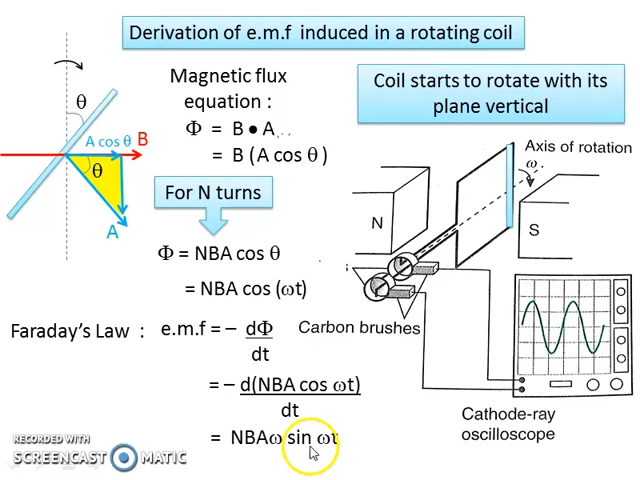 Derivation of e.m.f induced in a rotating coil
Magnetic flux
equation :
Φ = B • A
= B ( A cos θ )
θ
A cos θ B
θ
A
For N turns
Φ = NBA cos θ
= NBA cos (ωt)
Faraday's Law : e.m.f = – dΦ
dt
= – d(NBA cos ωt)
dt
= NBAω sin ωt
Coil starts to rotate with its
plane vertical
Axis of rotation
ω
N
S
Carbon brushes
Cathode-ray
oscilloscope
RECORDED WITH
SCREENCAST MATIC